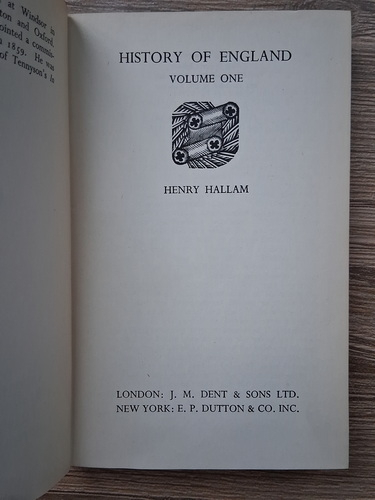 at Windsor in
ton and Oxford.
ointed a commis-
1859. He was
of Tennyson's In
HISTORY OF ENGLAND
VOLUME ONE
HENRY HALLAM
LONDON: J. M. DENT & SONS LTD.
NEW YORK: E. P. DUTTON & CO. INC.